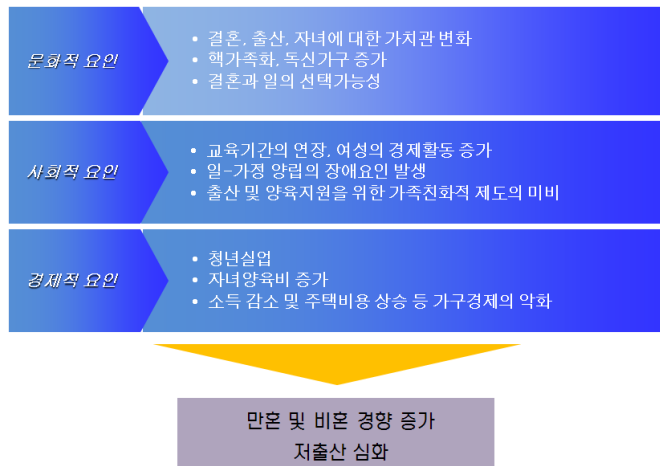 문화적 요인
• 결혼, 출산, 자녀에 대한 가치관 변화
• 핵가족화, 독신가구 증가
• 결혼과 일의 선택가능성
사회적 요인
• 교육기간의 연장, 여성의 경제활동 증가
• 일-가정 양립의 장애요인 발생
• 출산 및 양육지원을 위한 가족친화적 제도의 미비
경제적 요인
• 청년실업
• 자녀양육비 증가
• 소득 감소 및 주택비용 상승 등 가구경제의 악화
만혼 및 비혼 경향 증가
저출산 심화